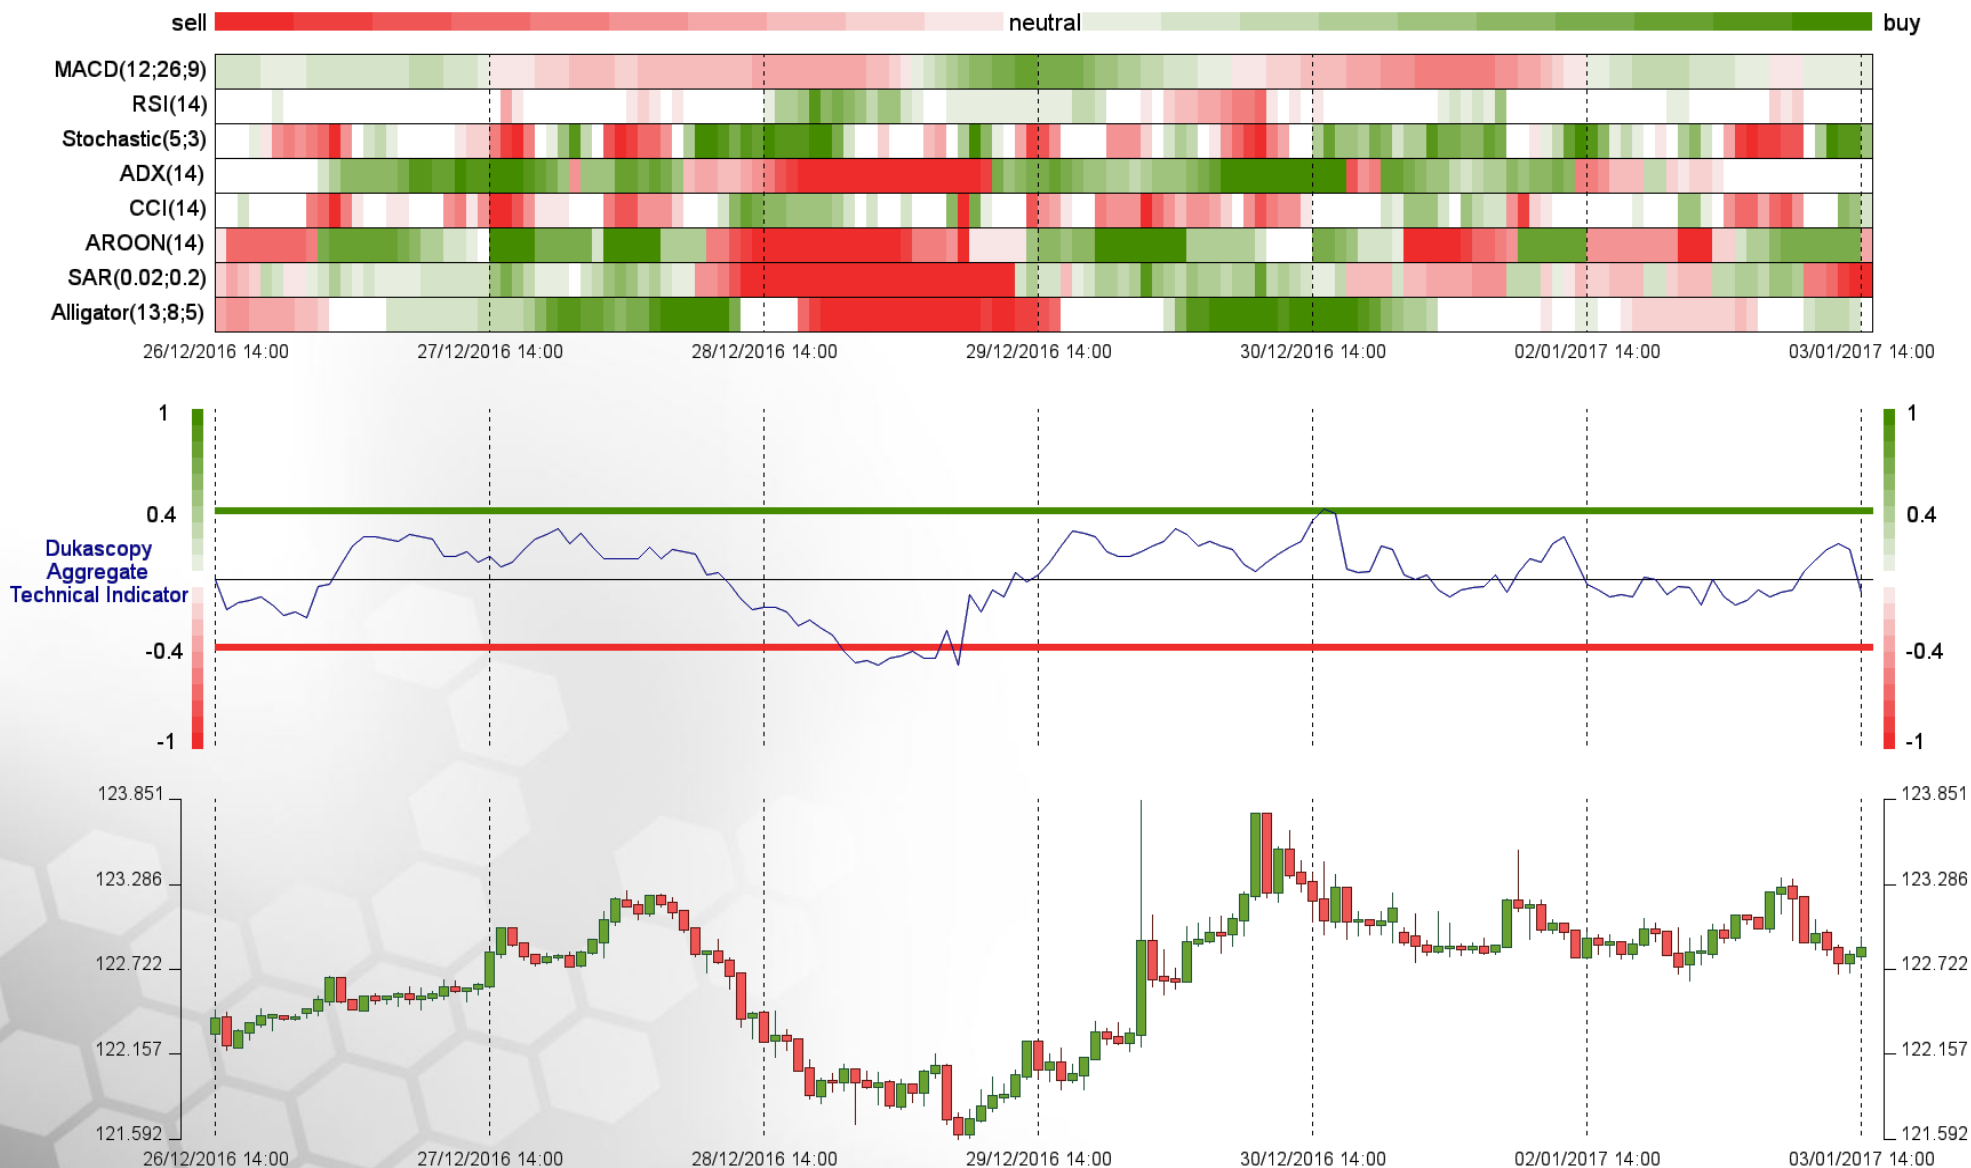 sell neutral buy
MACD(12;26;9)
RSI(14)
Stochastic(5;3)
ADX(14)
CCI(14)
AROON(14)
SAR(0.02;0.2)
Alligator(13;8;5)
26/12/2016 14:00 27/12/2016 14:00 28/12/2016 14:00 29/12/2016 14:00 30/12/2016 14:00 02/01/2017 14:00 03/01/2017 14:00
1 1
0.4 0.4
Dukascopy
Aggregate
Technical Indicator
-0.4 -0.4
-1 -1
123.851 123.851
123.286 123.286
122.722 122.722
122.157 122.157
121.592 121.592
26/12/2016 14:00 27/12/2016 14:00 28/12/2016 14:00 29/12/2016 14:00 30/12/2016 14:00 02/01/2017 14:00 03/01/2017 14:00